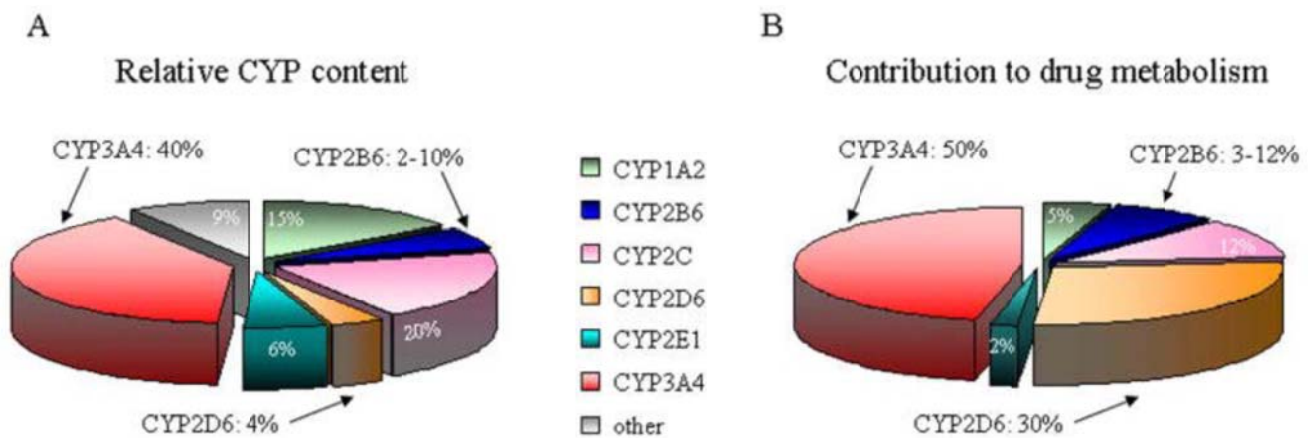 A
Relative CYP content
CYP3A4: 40%
CYP2B6: 2-10%
9%
15%
20%
6%
CYP2D6: 4%
CYP1A2
CYP2B6
CYP2C
CYP2D6
CYP2E1
CYP3A4
other
B
Contribution to drug metabolism
CYP3A4: 50%
CYP2B6: 3-12%
5%
12%
2%
CYP2D6: 30%